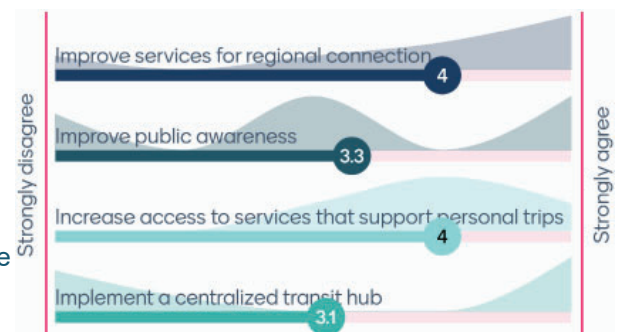 Strongly disagree
Improve services for regional connection
4
Improve public awareness
3.3
Increase access to services that support personal trips
4
Implement a centralized transit hub
3.1
Strongly agree
e